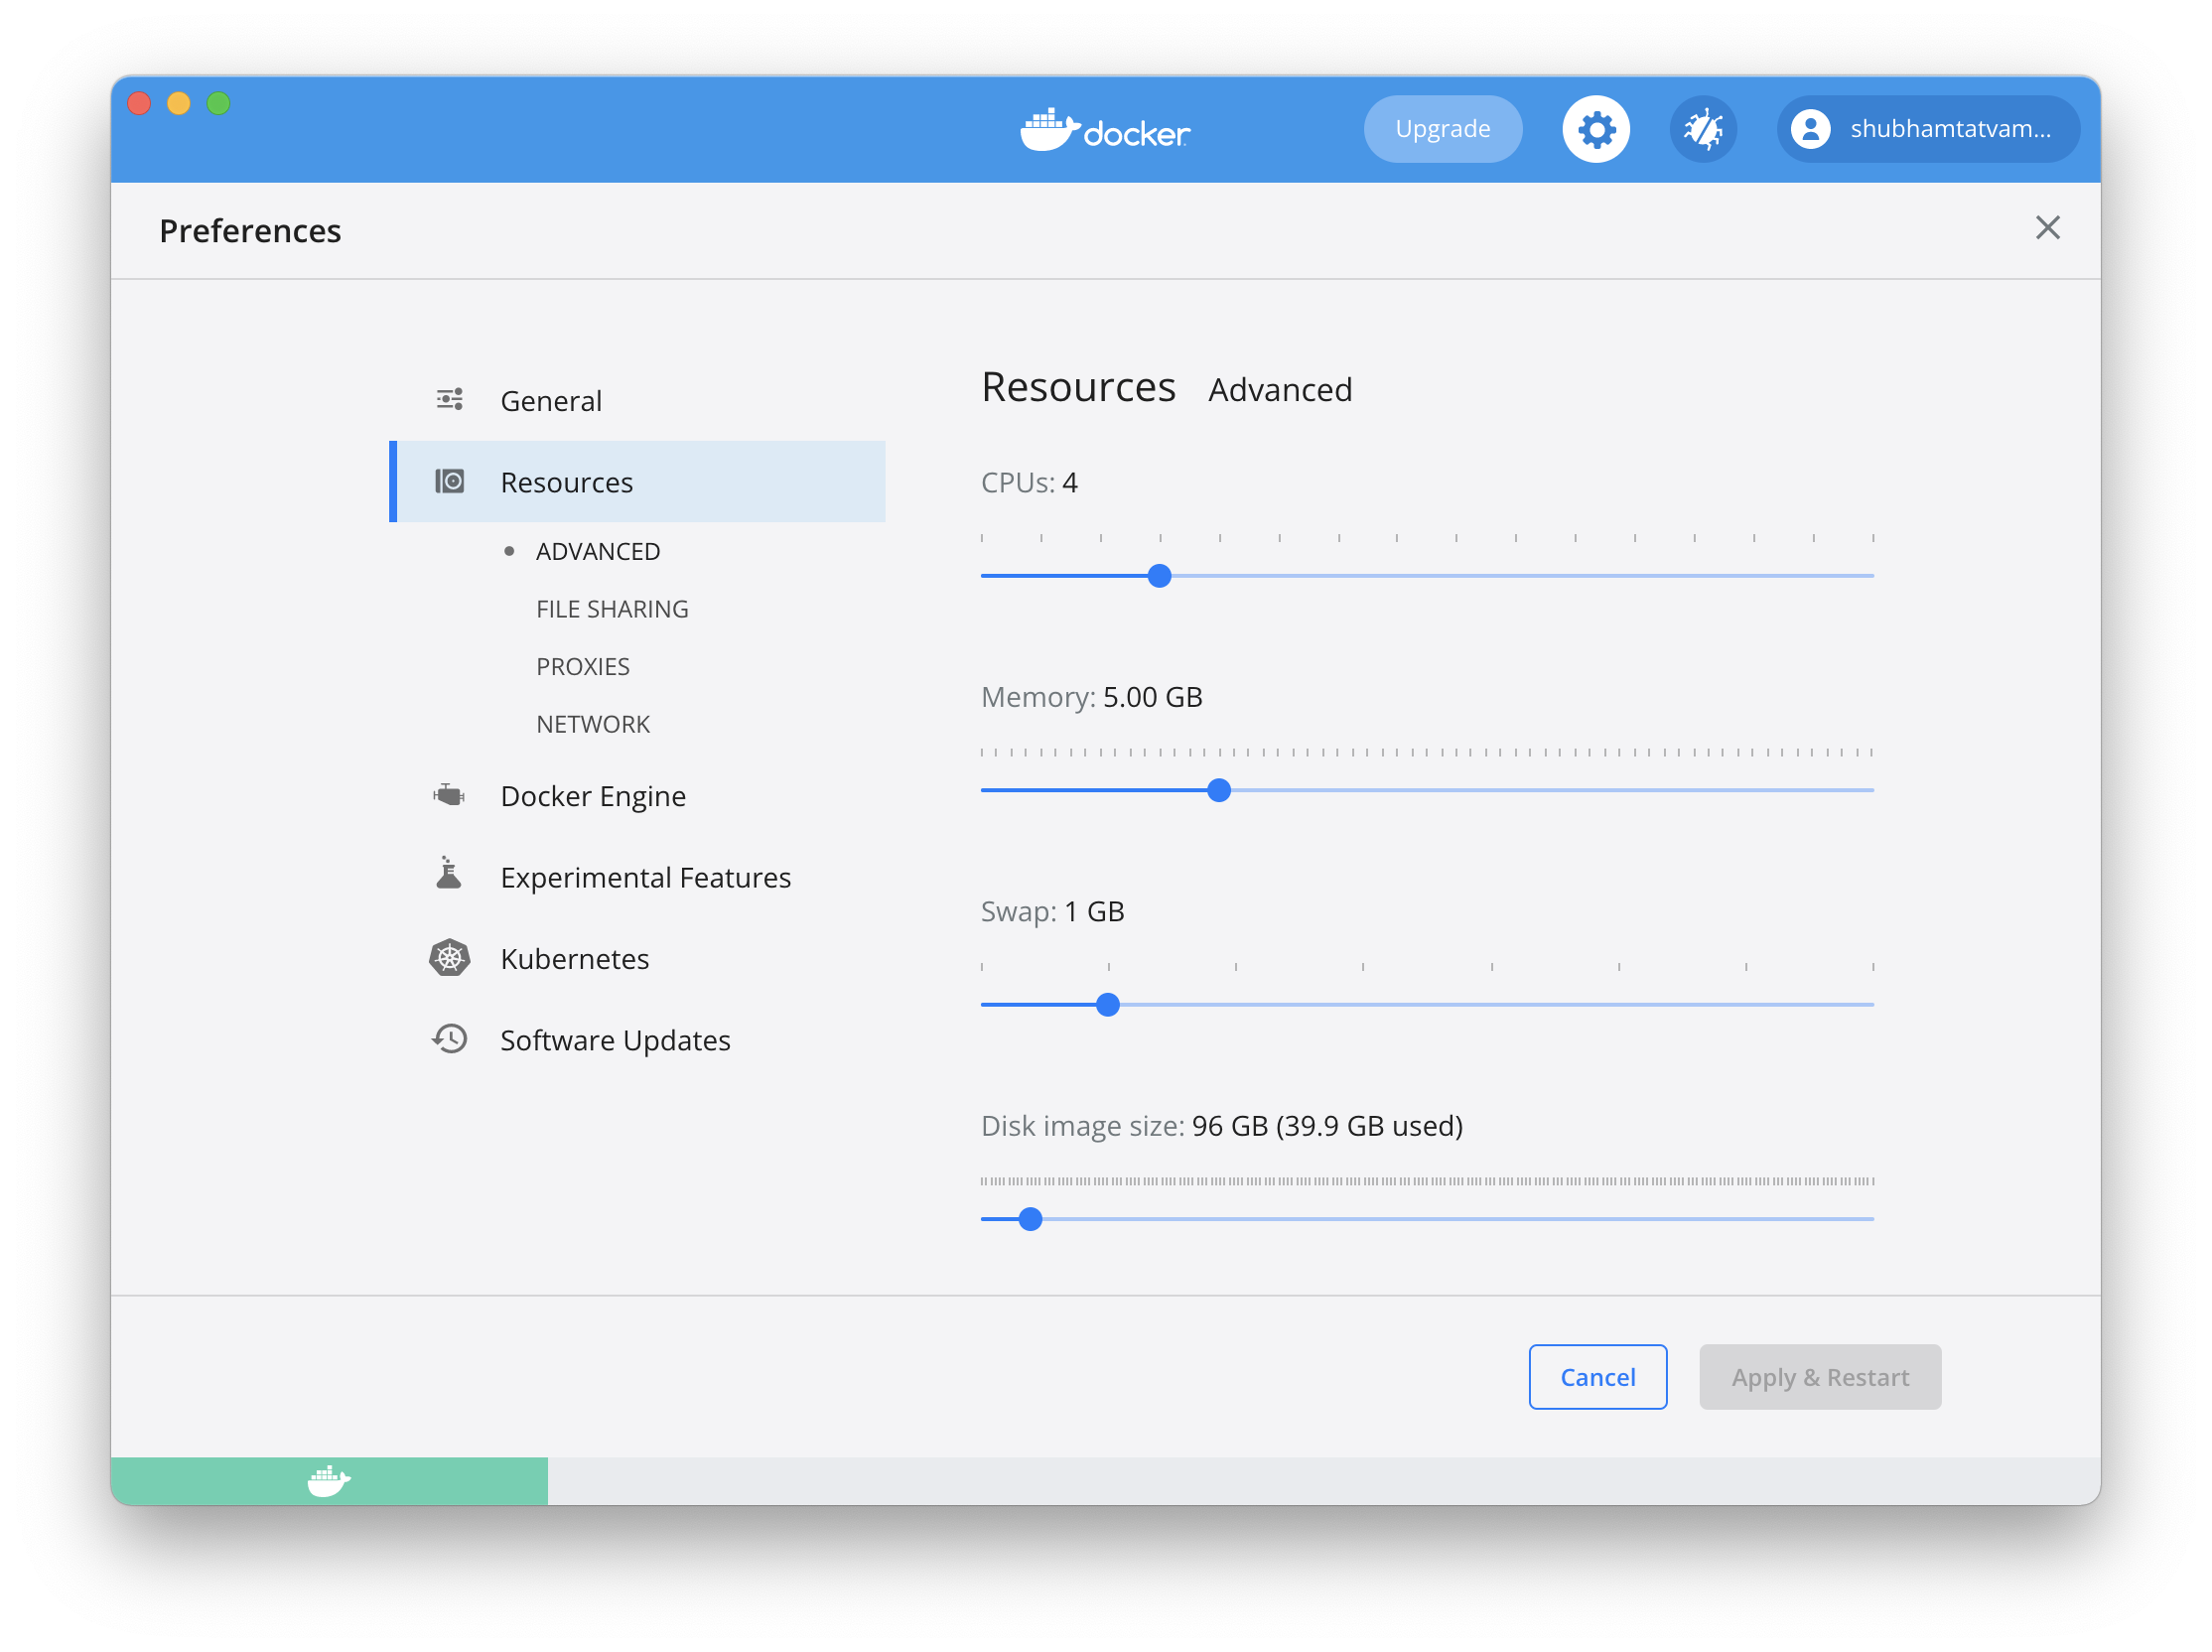 docker
Upgrade
shubhamtatvam...
Preferences
General
Resources
ADVANCED
FILE SHARING
PROXIES
NETWORK
Docker Engine
Experimental Features
Kubernetes
Software Updates
Resources Advanced
CPUs: 4
Memory: 5.00 GB
Swap: 1 GB
Disk image size: 96 GB (39.9 GB used)
Cancel
Apply & Restart